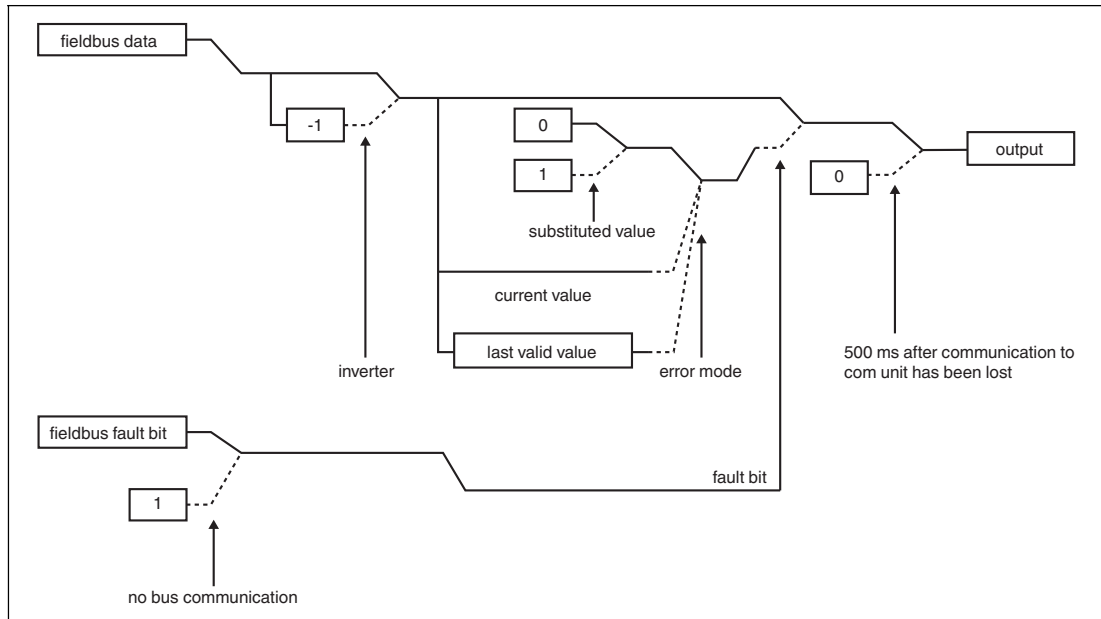 fieldbus data
-1
0
1
0
output
substituted value
current value
last valid value
inverter
error mode
500 ms after communication to
com unit has been lost
fieldbus fault bit
fault bit
1
no bus communication